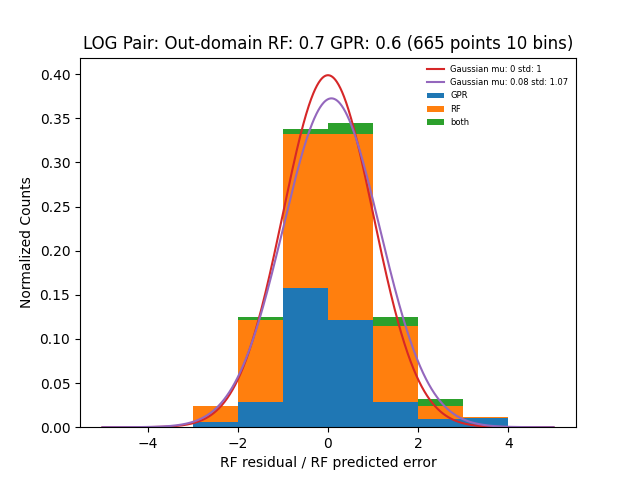 LOG Pair: Out-domain RF: 0.7 GPR: 0.6 (665 points 10 bins)
Gaussian mu: 0 std: 1
Gaussian mu: 0.08 std: 1.07
GPR
RF
both
Normalized Counts
0.40
0.35
0.30
0.25
0.20
0.15
0.10
0.05
0.00
−4 −2 0 2 4
RF residual / RF predicted error